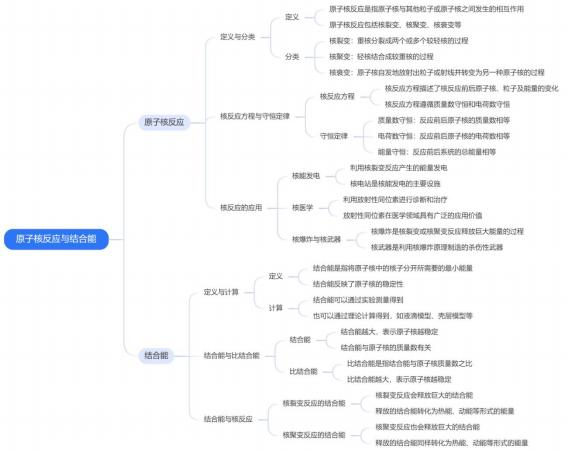 原子核反应与结合能
原子核反应
定义与分类
定义
原子核反应是指原子核与其他粒子或原子核之间发生的相互作用
原子核反应包括核裂变、核聚变、核衰变等
分类
核裂变：重核分裂成两个或多个较轻核的过程
核聚变：轻核结合成较重核的过程
核衰变：原子核自发地放射出粒子或射线并转变为另一种原子核的过程
核反应方程与守恒定律
核反应方程
核反应方程描述了核反应前后原子核、粒子及能量的变化
核反应方程遵循质量数守恒和电荷数守恒
守恒定律
质量数守恒：反应前后原子核的质量数相等
电荷数守恒：反应前后原子核的电荷数相等
能量守恒：反应前后系统的总能量相等
核反应的应用
核能发电
利用核裂变反应产生的能量发电
核电站是核能发电的主要设施
核医学
利用放射性同位素进行诊断和治疗
放射性同位素在医学领域具有广泛的应用价值
核爆炸与核武器
核爆炸是核裂变或核聚变反应释放巨大能量的过程
核武器是利用核爆炸原理制造的杀伤性武器
结合能
定义与计算
定义
结合能是指将原子核中的核子分开所需要的最小能量
结合能反映了原子核的稳定性
计算
结合能可以通过实验测量得到
也可以通过理论计算得到，如液滴模型、壳层模型等
结合能与比结合能
结合能
结合能越大，表示原子核越稳定
结合能与原子核的质量数有关
比结合能
比结合能是指结合能与原子核质量数之比
比结合能越大，表示原子核越稳定
结合能与核反应
核裂变反应的结合能
核裂变反应会释放巨大的结合能
释放的结合能转化为热能、动能等形式的能量
核聚变反应的结合能
核聚变反应也会释放巨大的结合能
释放的结合能同样转化为热能、动能等形式的能量